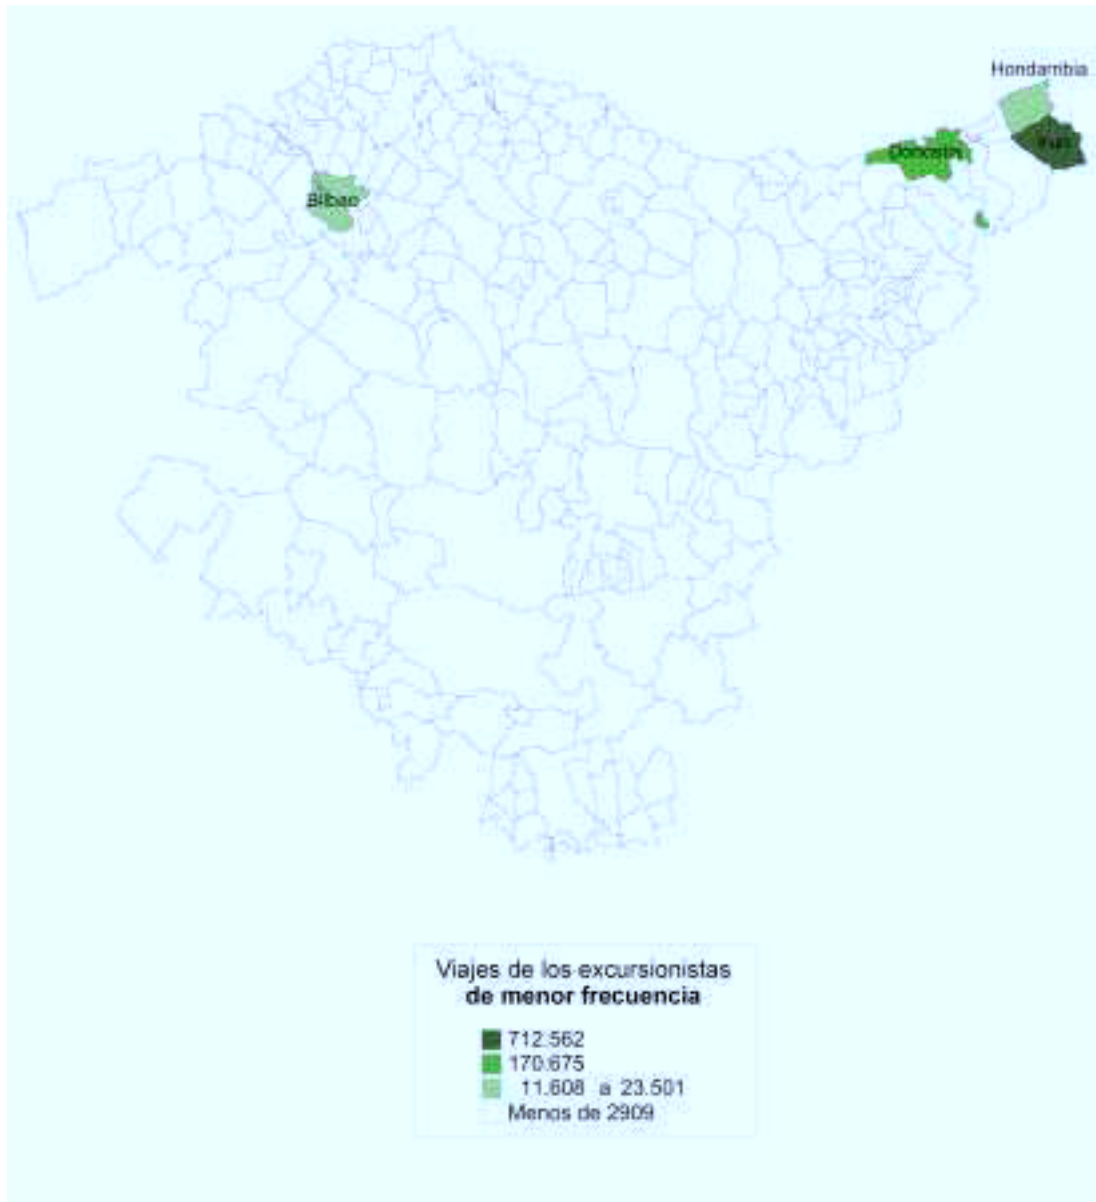 Hondarribia
Donostia
Irun
Bilbao
Viajes de los excursionistas
de menor frecuencia
712.562
170.675
11.608 a 23.501
Menos de 2909